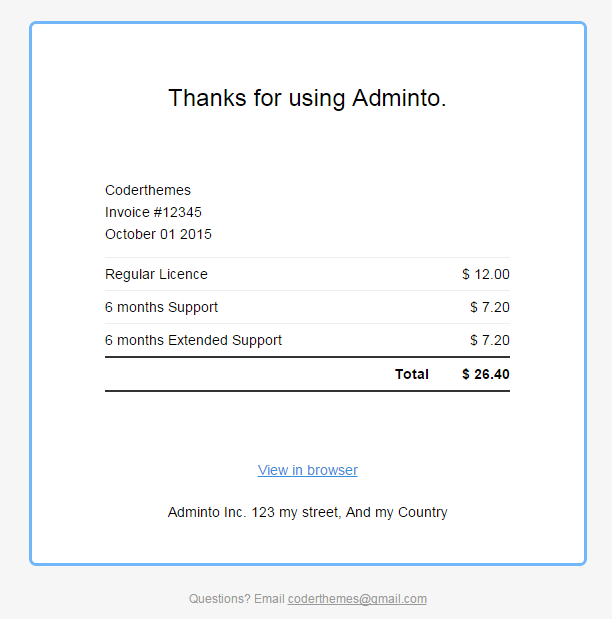 Thanks for using Adminto.
Coderthemes
Invoice #12345
October 01 2015
Regular Licence $ 12.00
6 months Support $ 7.20
6 months Extended Support $ 7.20
Total $ 26.40
View in browser
Adminto Inc. 123 my street, And my Country
Questions? Email coderthemes@gmail.com